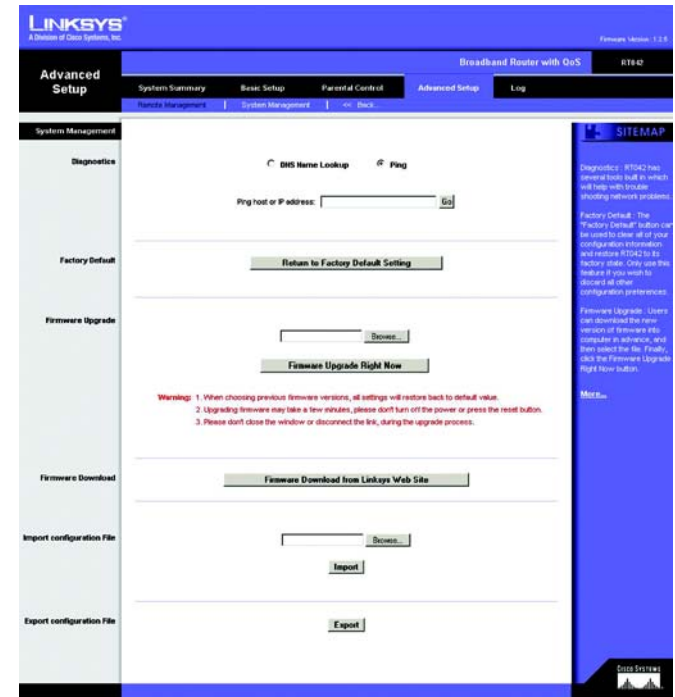 LINKSYS®
A Division of Cisco Systems, Inc.
Firmware Version : 1.2.8
Broadband Router with QoS
RT042
Advanced
Setup
System Summary
Basic Setup
Parental Control
Advanced Setup
Log
Remote Management | System Management | << Back...
System Management
SITEMAP
Diagnostics
DNS Name Lookup
Ping
Ping host or IP address:
Go
Factory Default
Return to Factory Default Setting
Firmware Upgrade
Browse...
Firmware Upgrade Right Now
Warning: 1. When choosing previous firmware versions, all settings will restore back to default value.
2. Upgrading firmware may take a few minutes, please don't turn off the power or press the reset button.
3. Please don't close the window or disconnect the link, during the upgrade process.
Firmware Download
Firmware Download from Linksys Web Site
Import configuration File
Browse...
Import
Export configuration File
Export
Diagnostics : RT042 has
several tools built in which
will help with trouble
shooting network problems.
Factory Default : The
"Factory Default" button can
be used to clear all of your
configuration information
and restore RT042 to its
factory state. Only use this
feature if you wish to
discard all other
configuration preferences.
Firmware Upgrade : Users
can download the new
version of firmware into
computer in advance, and
then select the file. Finally,
click the Firmware Upgrade
Right Now button.
More...
CISCO SYSTEMS